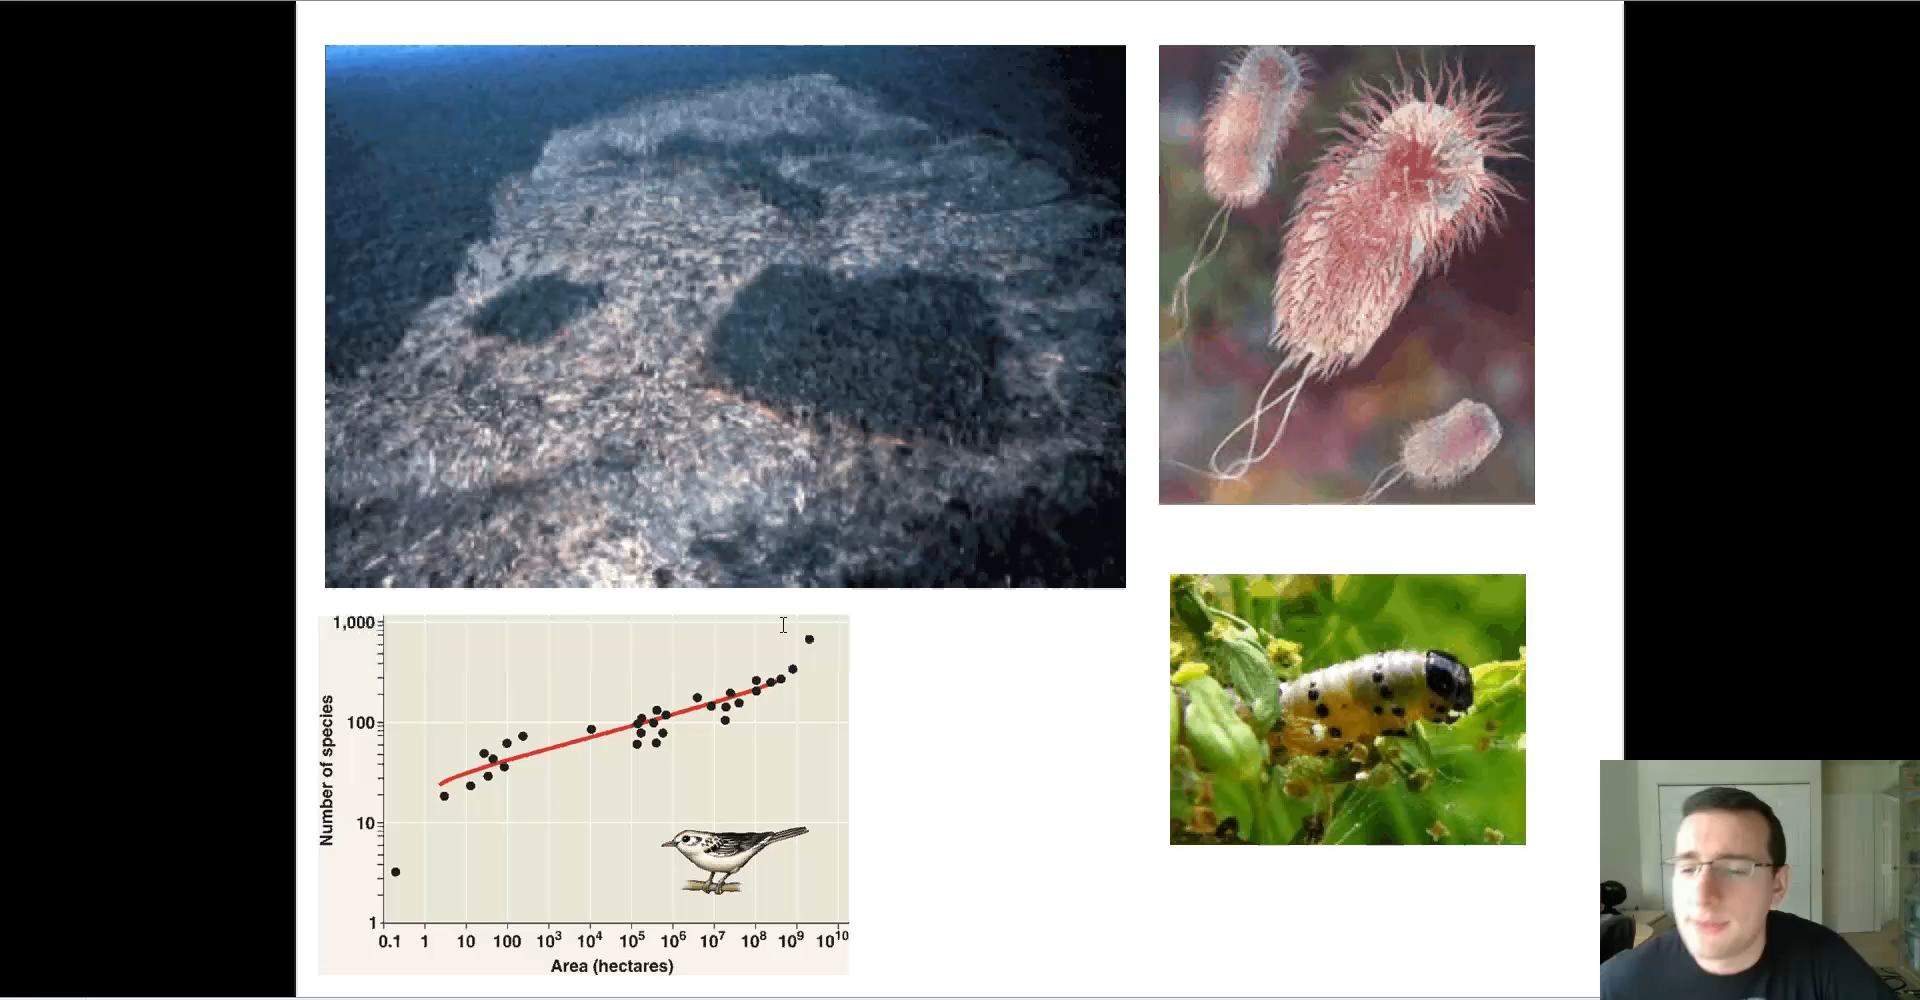 1,000
100
10
1
Number of species
0.1 1 10 100 10³ 10⁴ 10⁵ 10⁶ 10⁷ 10⁸ 10⁹ 10¹⁰
Area (hectares)